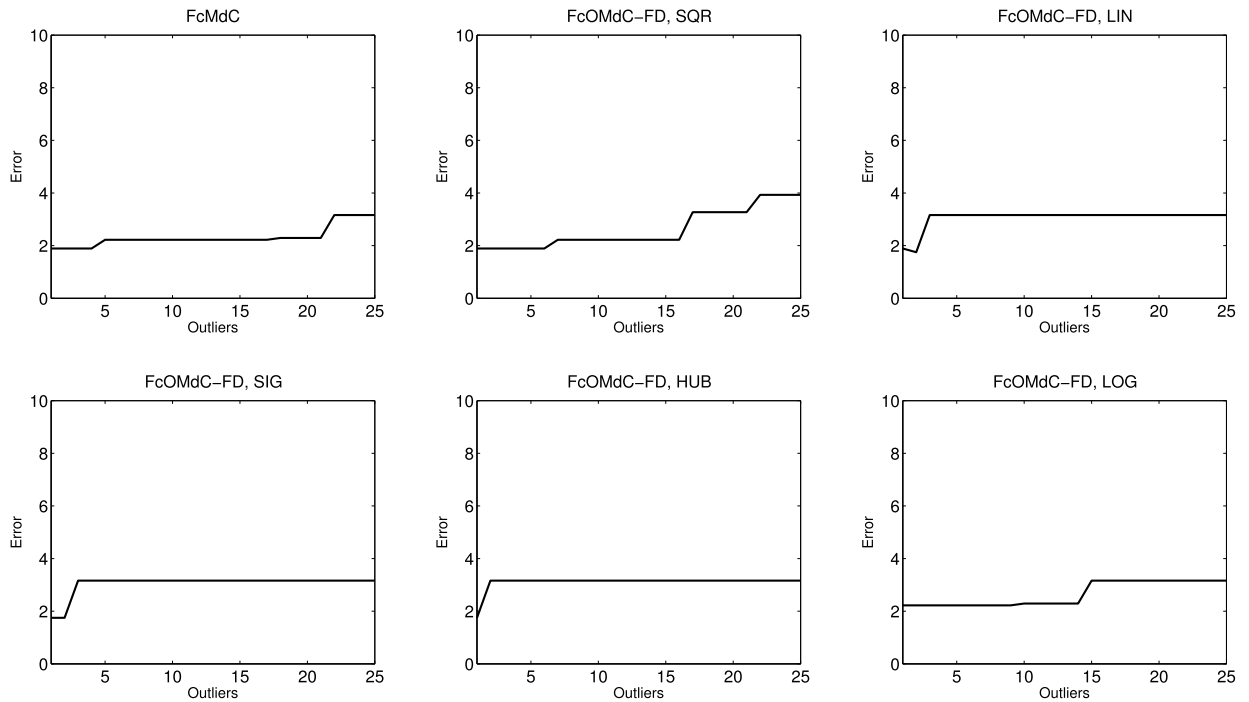 FcMdC
10
8
6
4
2
0
Error
5 10 15 20 25
Outliers
FcOMdC−FD, SQR
10
8
6
4
2
0
Error
5 10 15 20 25
Outliers
FcOMdC−FD, LIN
10
8
6
4
2
0
Error
5 10 15 20 25
Outliers
FcOMdC−FD, SIG
10
8
6
4
2
0
Error
5 10 15 20 25
Outliers
FcOMdC−FD, HUB
10
8
6
4
2
0
Error
5 10 15 20 25
Outliers
FcOMdC−FD, LOG
10
8
6
4
2
0
Error
5 10 15 20 25
Outliers